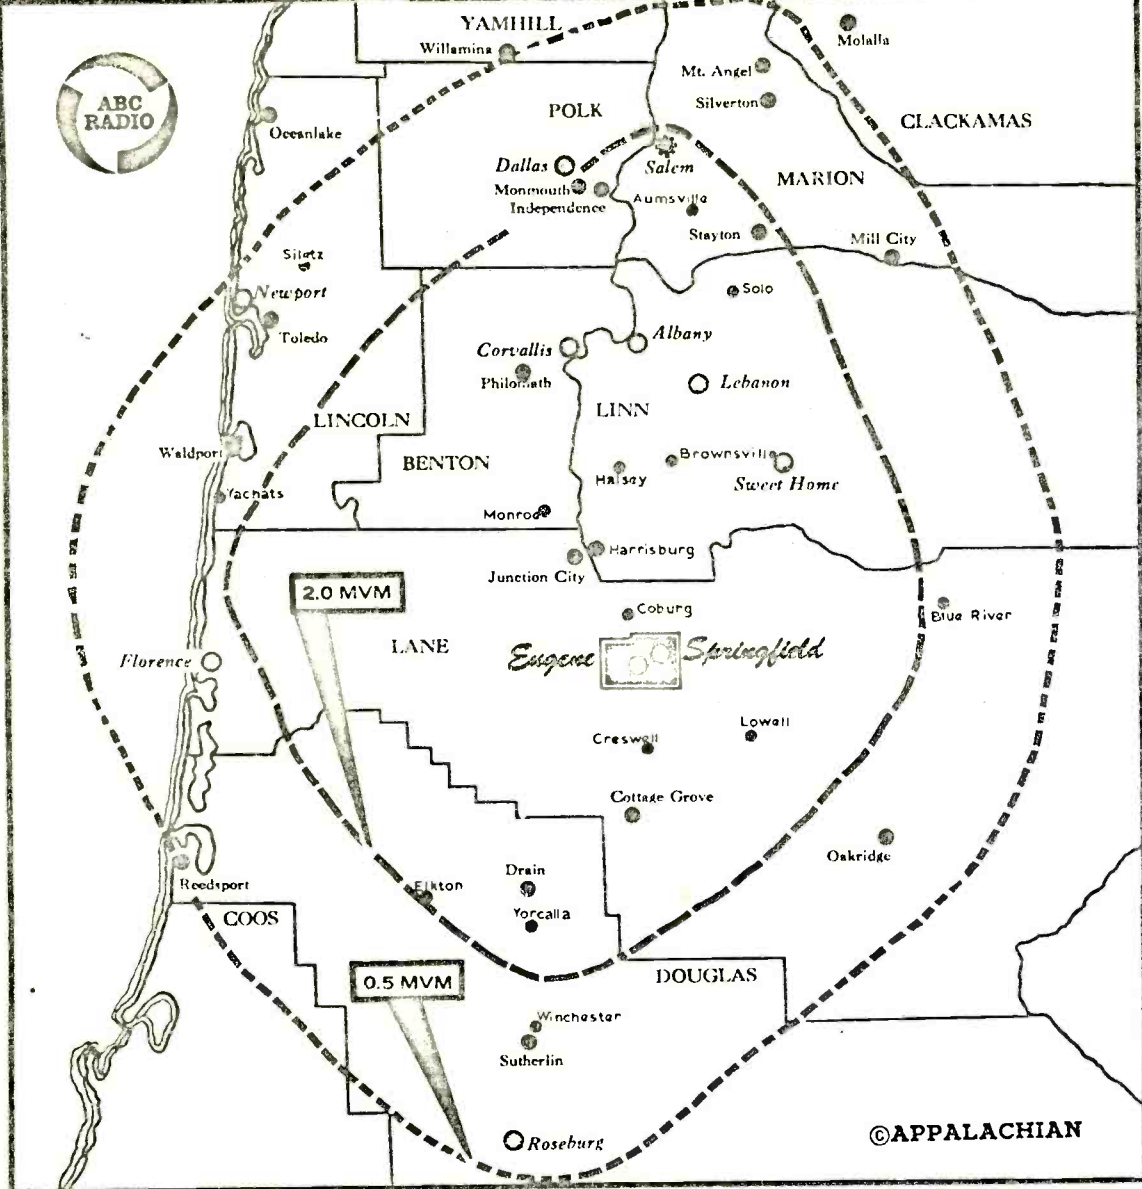 YAMHILL
Willamina
Molalla
Mt. Angel
Silverton
ABC
RADIO
Oceanlake
POLK
CLACKAMAS
Dallas
Salem
MARION
Monmouth
Independence
Aumsville
Stayton
Mill City
Siletz
Newport
Solo
Toledo
Corvallis
Albany
Philomath
Lebanon
LINCOLN
LINN
Waldport
BENTON
Brownsville
Halsey
Sweet Home
Yachats
Monroe
Harrisburg
Junction City
2.0 MVM
Coburg
Blue River
LANE
Eugene
Springfield
Florence
Lowell
Creswell
Cottage Grove
Oakridge
Drain
Elkton
Reedsport
Yorcalla
COOS
DOUGLAS
0.5 MVM
Winchester
Sutherlin
Roseburg
©APPALACHIAN